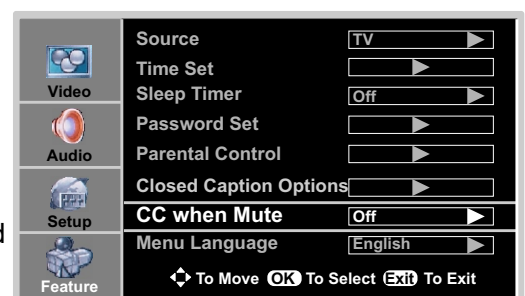 Video
Audio
Setup
Feature
Source TV
Time Set
Sleep Timer Off
Password Set
Parental Control
Closed Caption Options
CC when Mute Off
Menu Language English
To Move OK To Select Exit To Exit
d